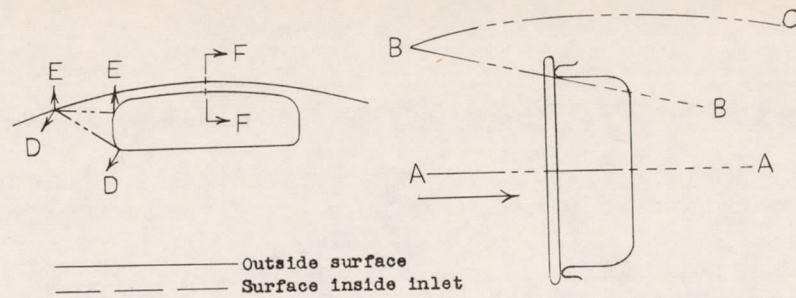 E E F
F
D
D
B C
B
A A
Outside surface
Surface inside inlet